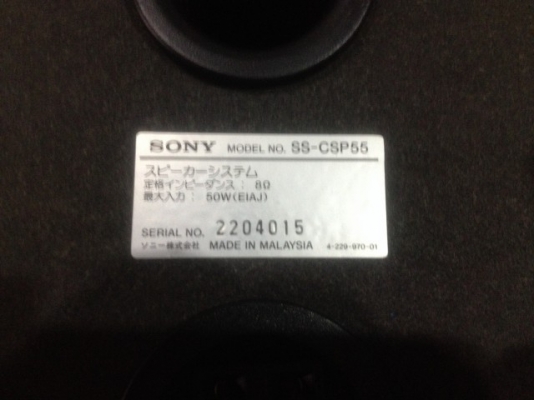 SONY MODEL NO. SS-CSP55
スピーカーシステム
定格インピーダンス : 8Ω
最大入力 : 50W(EIAJ)
SERIAL NO. 2204015
ソニー株式会社 MADE IN MALAYSIA 4-229-970-01